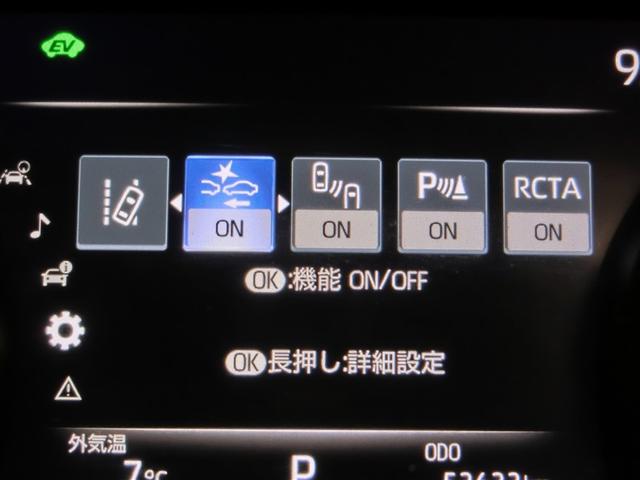 EV
9
ON ON P ON RCTA ON
OK:機能 ON/OFF
OK長押し:詳細設定
外気温 ODO
7℃ P